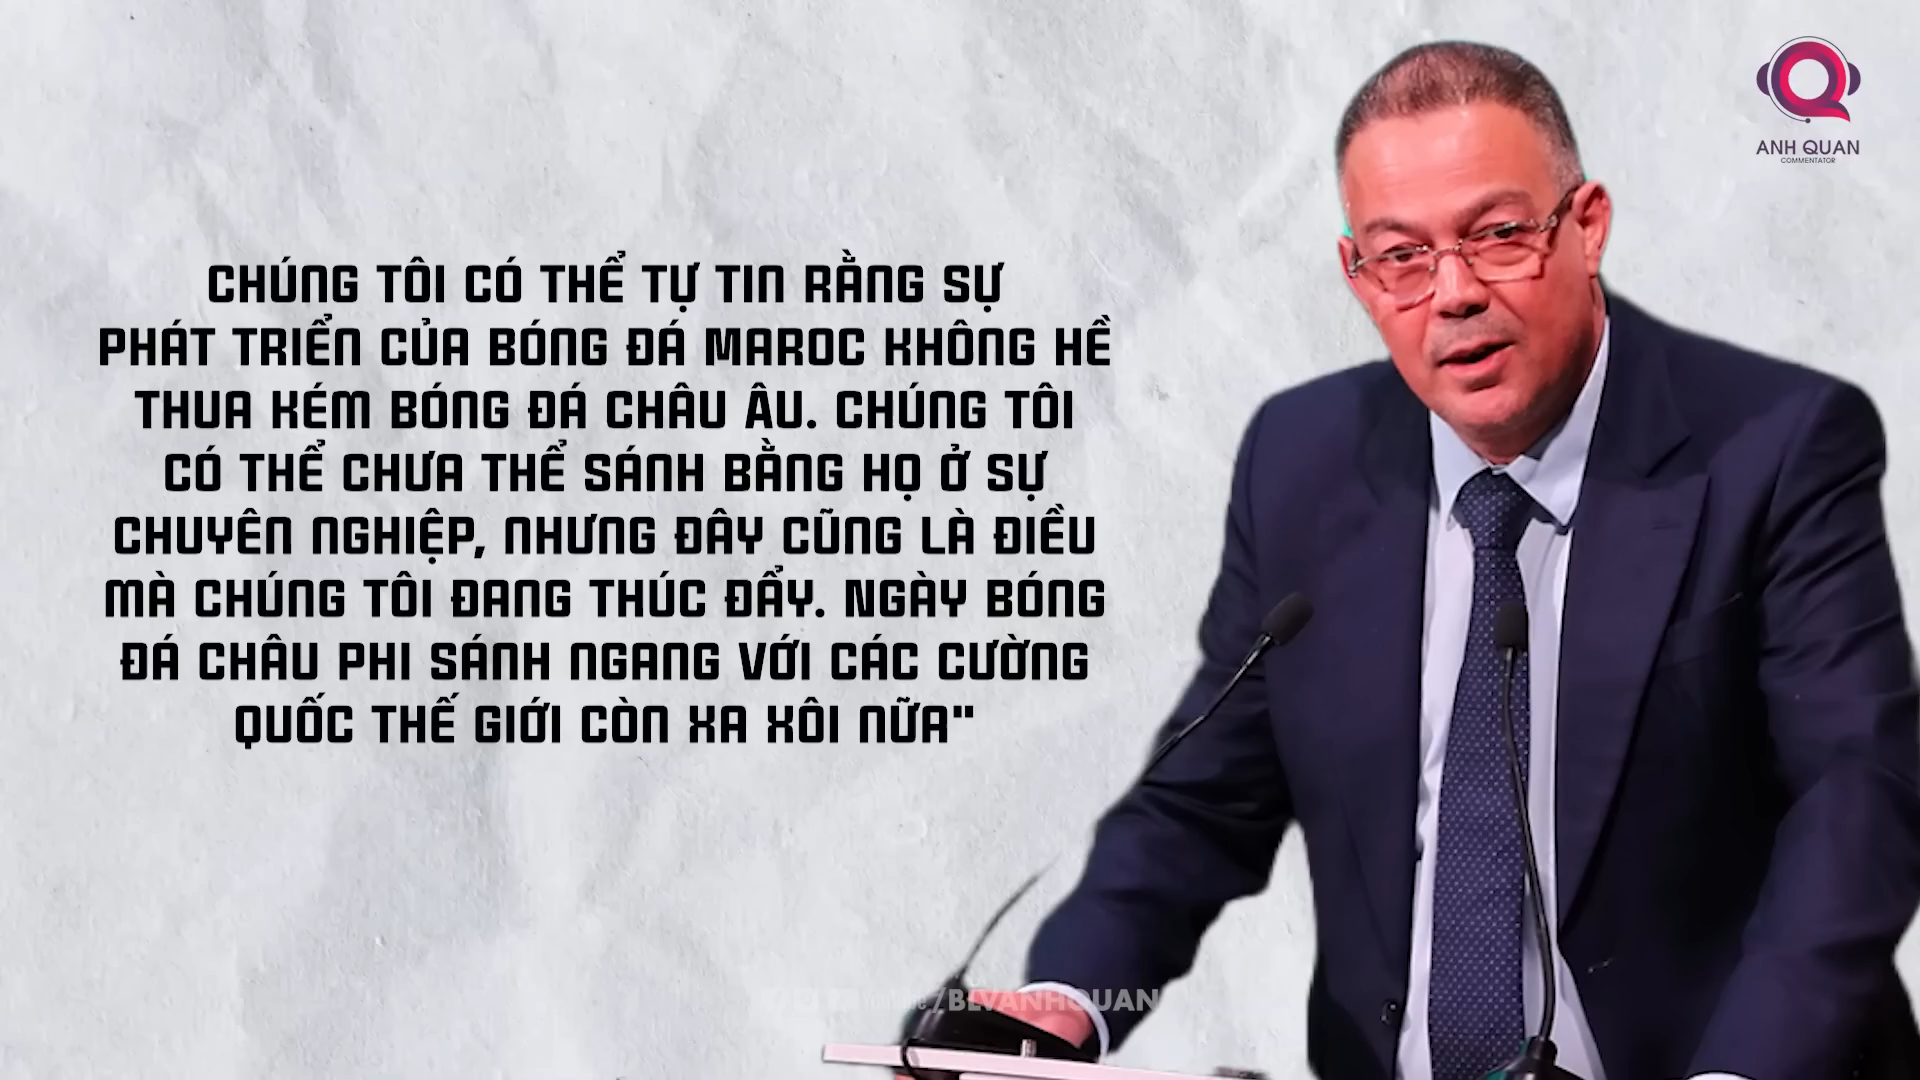 ANH QUAN
COMMENTATOR
CHÚNG TÔI CÓ THỂ TỰ TIN RẰNG SỰ
PHÁT TRIỂN CỦA BÓNG ĐÁ MAROC KHÔNG HỀ
THUA KÉM BÓNG ĐÁ CHÂU ÂU. CHÚNG TÔI
CÓ THỂ CHƯA THỂ SÁNH BẰNG HỌ Ở SỰ
CHUYÊN NGHIỆP, NHƯNG ĐÂY CŨNG LÀ ĐIỀU
MÀ CHÚNG TÔI ĐANG THÚC ĐẨY. NGÀY BÓNG
ĐÁ CHÂU PHI SÁNH NGANG VỚI CÁC CƯỜNG
QUỐC THẾ GIỚI CÒN XA XÔI NỮA"
/BLVANHQUAN